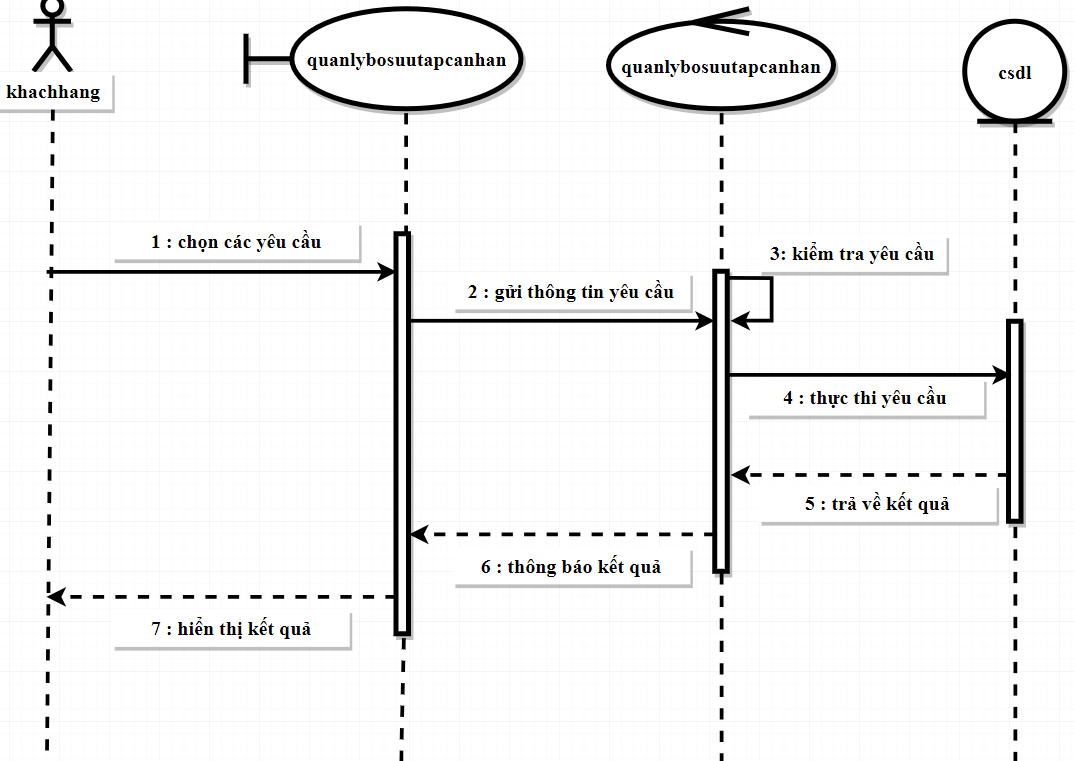 khachhang
quanlybosuutapcanhan
quanlybosuutapcanhan
csdl
1 : chọn các yêu cầu
2 : gửi thông tin yêu cầu
3: kiểm tra yêu cầu
4 : thực thi yêu cầu
5 : trả về kết quả
6 : thông báo kết quả
7 : hiển thị kết quả